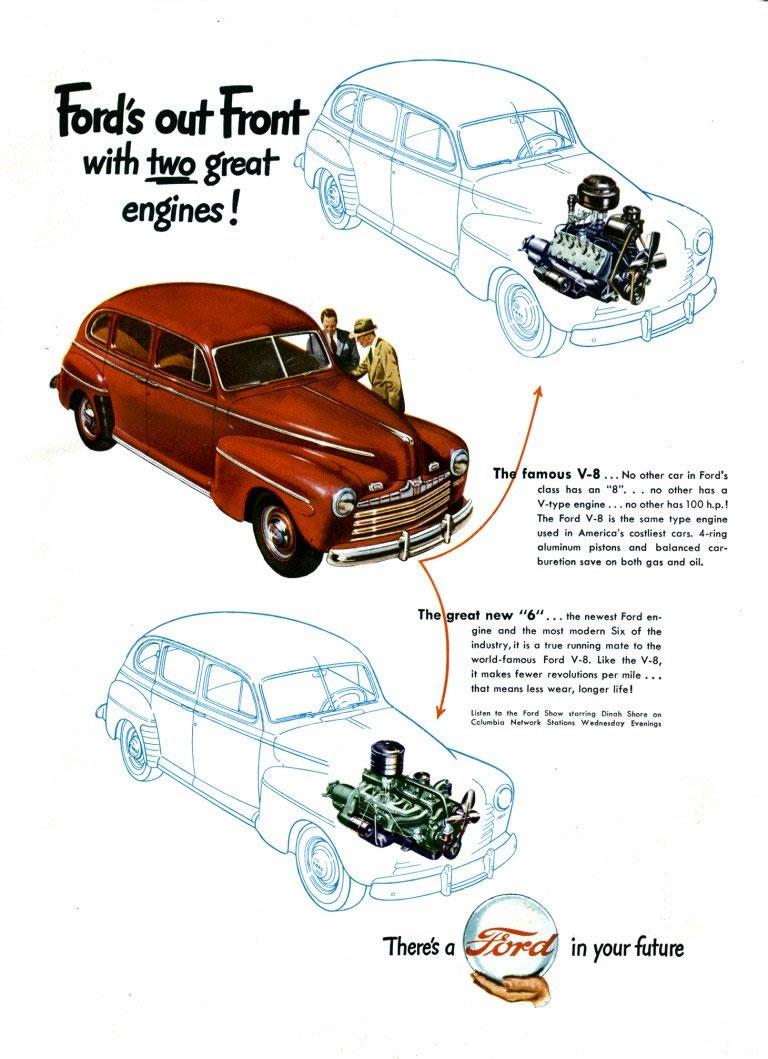 Ford's out Front
with two great
engines!
The famous V-8 ... No other car in Ford's
class has an "8". . . no other has a
V-type engine ... no other has 100 h.p.!
The Ford V-8 is the same type engine
used in America's costliest cars. 4-ring
aluminum pistons and balanced car-
buretion save on both gas and oil.
The great new "6" ... the newest Ford en-
gine and the most modern Six of the
industry, it is a true running mate to the
world-famous Ford V-8. Like the V-8,
it makes fewer revolutions per mile ...
that means less wear, longer life!
Listen to the Ford Show starring Dinah Shore on
Columbia Network Stations Wednesday Evenings
There's a Ford in your future